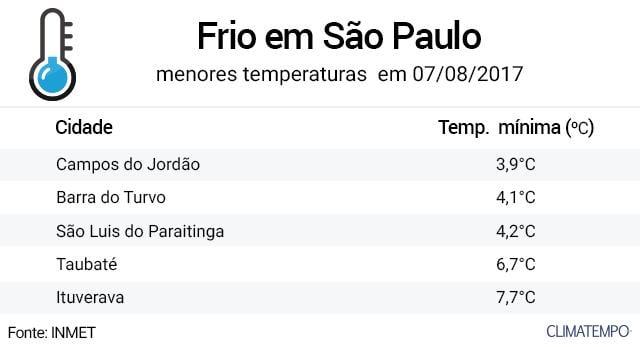 Frio em São Paulo
menores temperaturas em 07/08/2017
Cidade Temp. mínima (ºC)
Campos do Jordão 3,9°C
Barra do Turvo 4,1°C
São Luis do Paraitinga 4,2°C
Taubaté 6,7°C
Ituverava 7,7°C
Fonte: INMET CLIMATEMPO